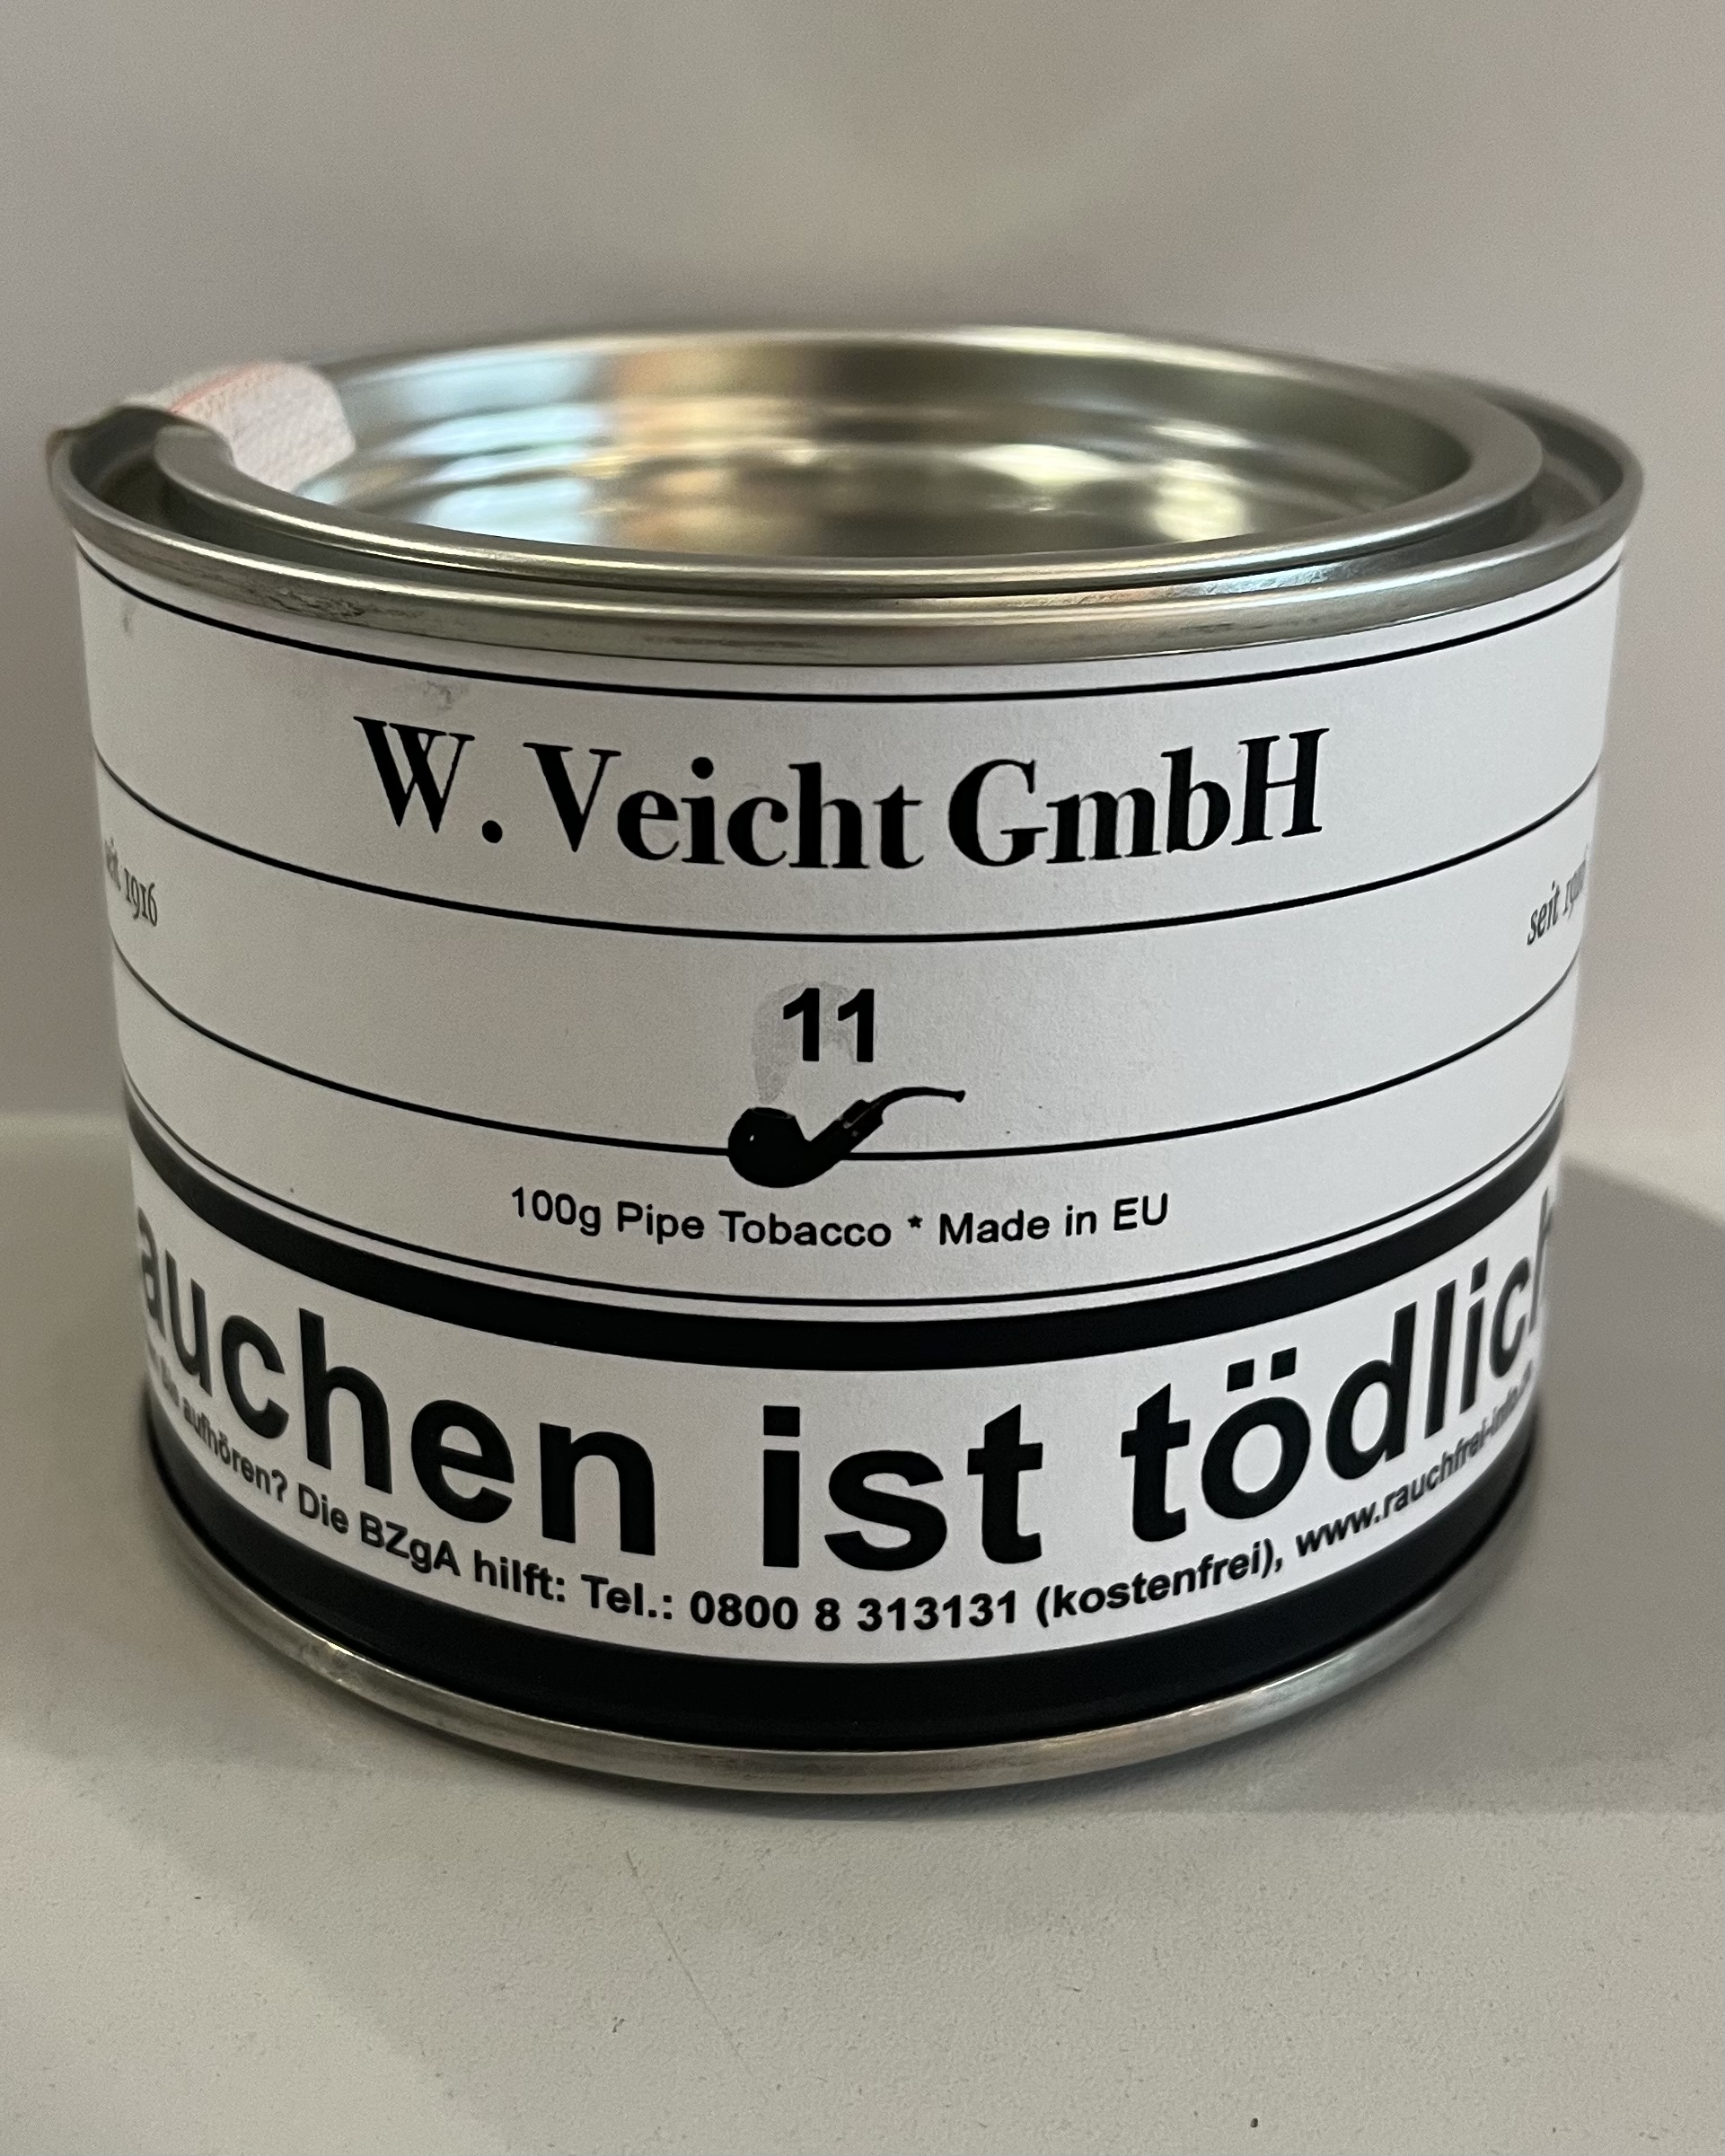 W. Veicht GmbH
1916
seit
11
100g Pipe Tobacco * Made in EU
auchen ist tödlich
aufhören? Die BZgA hilft: Tel.: 0800 8 313131 (kostenfrei), www.rauchfrei-info.